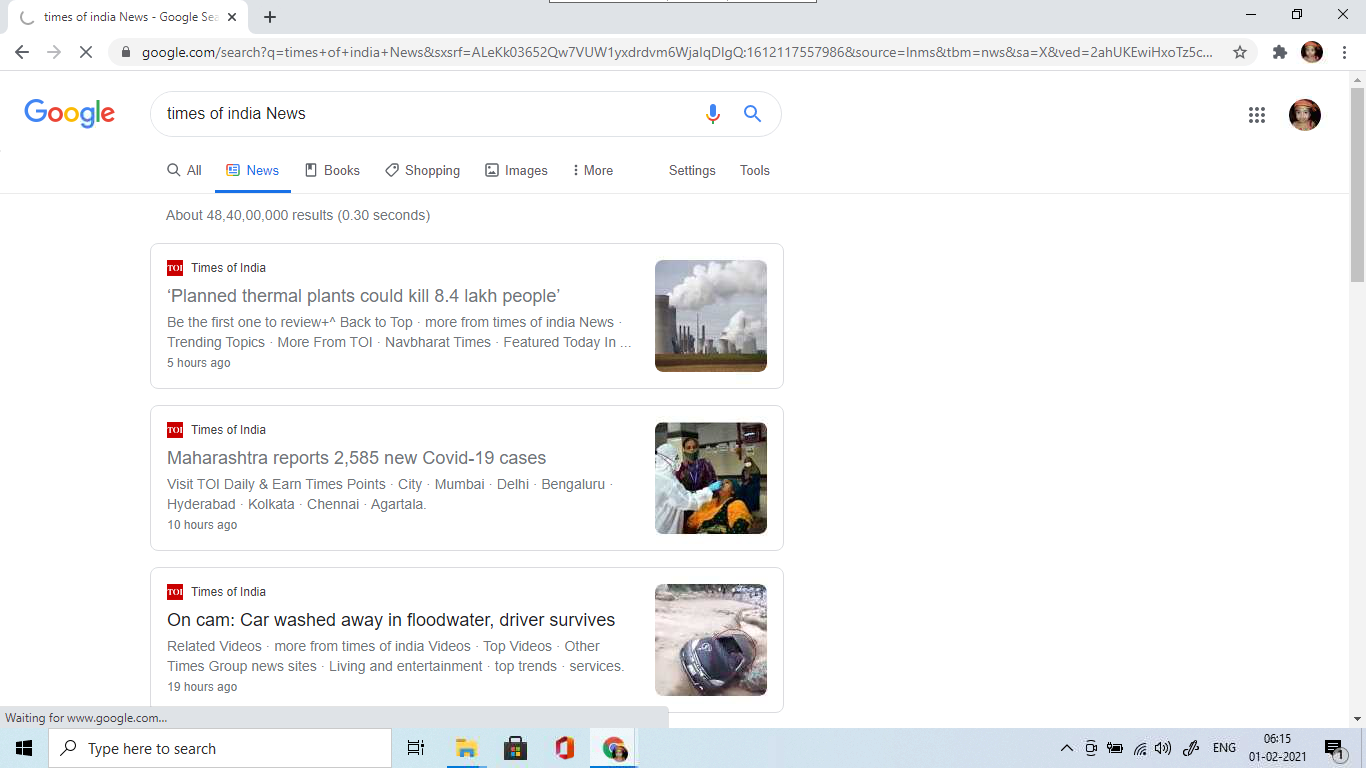 times of india News - Google Sea
google.com/search?q=times+of+india+News&sxsrf=ALeKk03652Qw7VUW1yxdrdvm6WjaIqDIgQ:1612117557986&source=lnms&tbm=nws&sa=X&ved=2ahUKEwiHxoTz5c...
Google
times of india News
All News Books Shopping Images More Settings Tools
About 48,40,00,000 results (0.30 seconds)
TOI Times of India
‘Planned thermal plants could kill 8.4 lakh people’
Be the first one to review+^ Back to Top · more from times of india News ·
Trending Topics · More From TOI · Navbharat Times · Featured Today In ...
5 hours ago
TOI Times of India
Maharashtra reports 2,585 new Covid-19 cases
Visit TOI Daily & Earn Times Points · City · Mumbai · Delhi · Bengaluru ·
Hyderabad · Kolkata · Chennai · Agartala.
10 hours ago
TOI Times of India
On cam: Car washed away in floodwater, driver survives
Related Videos · more from times of india Videos · Top Videos · Other
Times Group news sites · Living and entertainment · top trends · services.
19 hours ago
Waiting for www.google.com...
Type here to search
ENG
06:15
01-02-2021
1